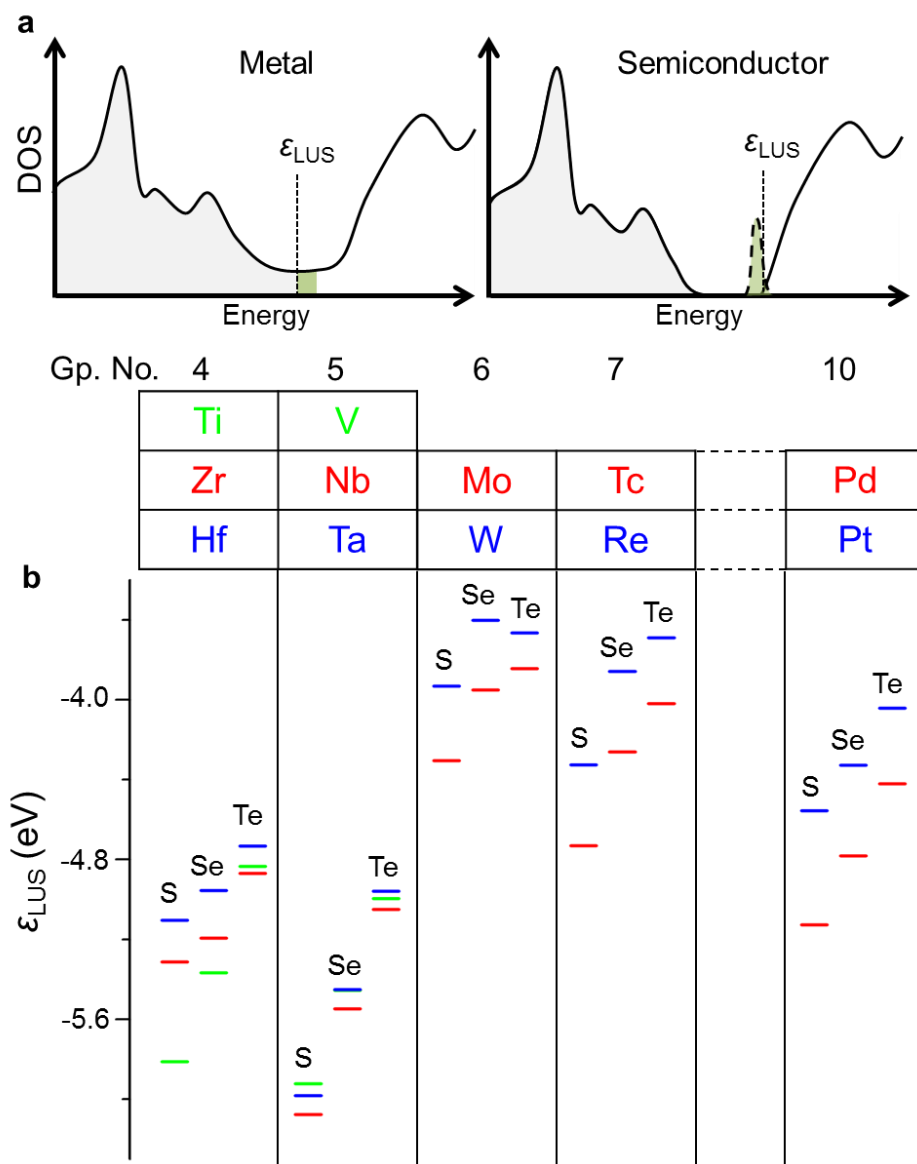 a
Metal
Semiconductor
DOS
εLUS
εLUS
Energy
Energy
Gp. No. 4 5 6 7 10
Ti V
Zr Nb Mo Tc Pd
Hf Ta W Re Pt
b
εLUS (eV)
-4.0
-4.8
-5.6
S Se Te
S Se Te
S Se Te
S Se Te
S Se Te